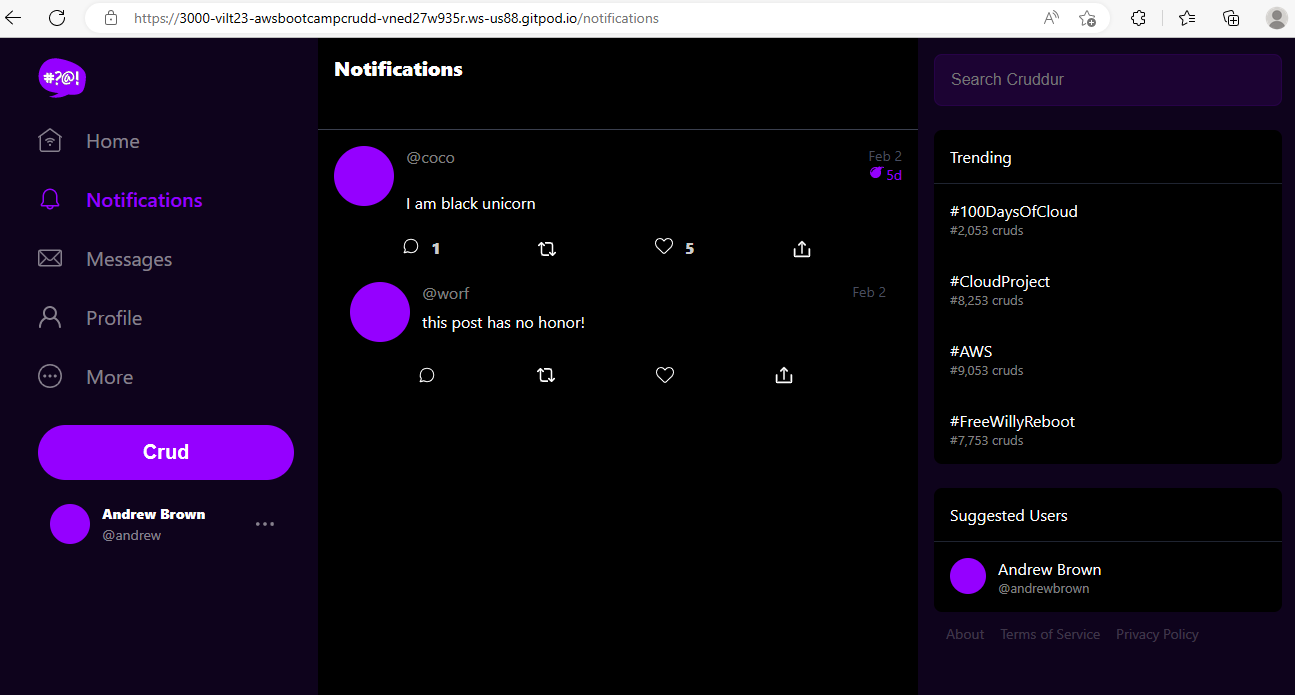 https://3000-vilt23-awsbootcampcrudd-vned27w935r.ws-us88.gitpod.io/notifications
#?@!
Home
Notifications
Messages
Profile
More
Crud
Andrew Brown
@andrew
Notifications
@coco
Feb 2
5d
I am black unicorn
1
5
@worf
Feb 2
this post has no honor!
Search Cruddur
Trending
#100DaysOfCloud
#2,053 cruds
#CloudProject
#8,253 cruds
#AWS
#9,053 cruds
#FreeWillyReboot
#7,753 cruds
Suggested Users
Andrew Brown
@andrewbrown
About Terms of Service Privacy Policy